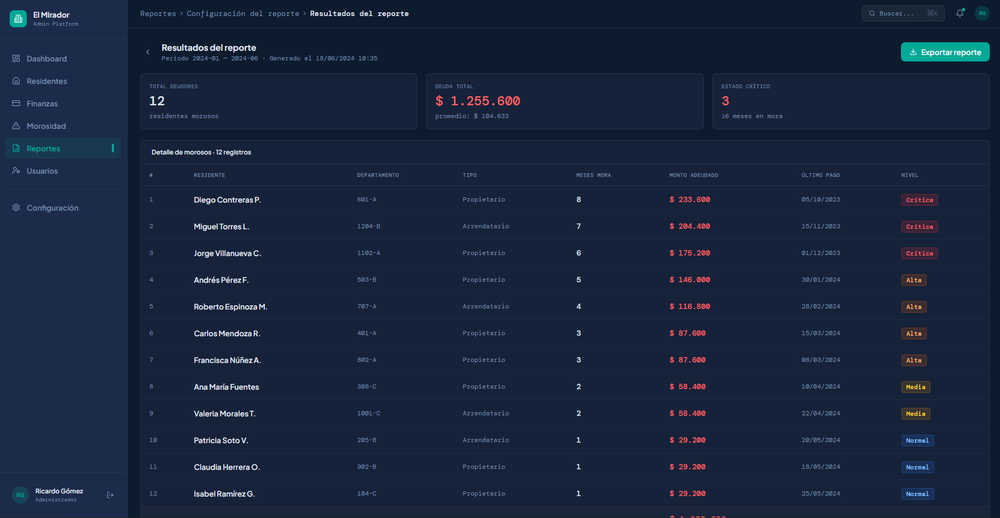 El Mirador
Admin Platform
Dashboard
Residentes
Finanzas
Morosidad
Reportes
Usuarios
Configuración
RG
Ricardo Gómez
Administrador
Reportes › Configuración del reporte › Resultados del reporte
Buscar... ⌘K
RG
Resultados del reporte
Período 2024-01 — 2024-06 · Generado el 18/06/2024 10:35
Exportar reporte
TOTAL DEUDORES
12
residentes morosos
DEUDA TOTAL
$ 1.255.600
promedio: $ 104.633
ESTADO CRÍTICO
3
≥6 meses en mora
Detalle de morosos · 12 registros
# RESIDENTE DEPARTAMENTO TIPO MESES MORA MONTO ADEUDADO ÚLTIMO PAGO NIVEL
1 Diego Contreras P. 601-A Propietario 8 $ 233.600 05/10/2023 Crítica
2 Miguel Torres L. 1204-B Arrendatario 7 $ 204.400 15/11/2023 Crítica
3 Jorge Villanueva C. 1102-A Propietario 6 $ 175.200 01/12/2023 Crítica
4 Andrés Pérez F. 503-B Propietario 5 $ 146.000 30/01/2024 Alta
5 Roberto Espinoza M. 707-A Arrendatario 4 $ 116.800 28/02/2024 Alta
6 Carlos Mendoza R. 401-A Propietario 3 $ 87.600 15/03/2024 Alta
7 Francisca Núñez A. 802-A Propietario 3 $ 87.600 08/03/2024 Alta
8 Ana María Fuentes 308-C Propietario 2 $ 58.400 10/04/2024 Media
9 Valeria Morales T. 1001-C Arrendatario 2 $ 58.400 22/04/2024 Media
10 Patricia Soto V. 205-B Arrendatario 1 $ 29.200 20/05/2024 Normal
11 Claudia Herrera O. 902-B Propietario 1 $ 29.200 18/05/2024 Normal
12 Isabel Ramírez G. 104-C Propietario 1 $ 29.200 25/05/2024 Normal